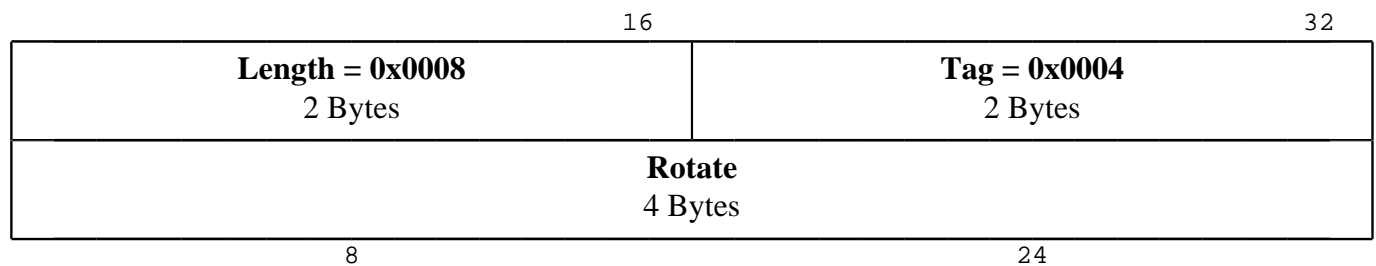 16 32
Length = 0x0008 Tag = 0x0004
2 Bytes 2 Bytes
Rotate
4 Bytes
8 24